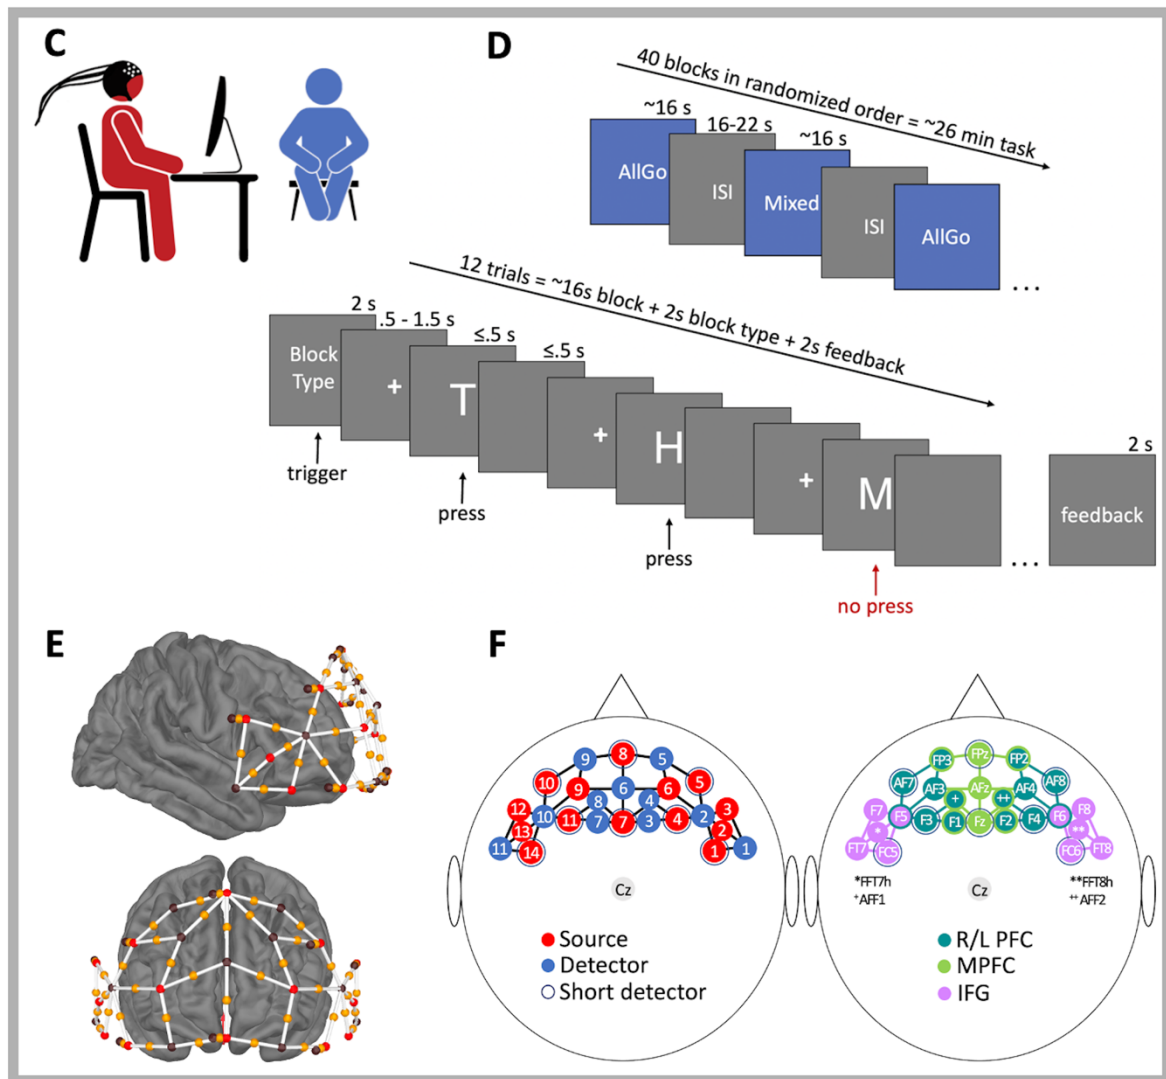 C
D
40 blocks in randomized order = ~26 min task
~16 s
16-22 s
~16 s
AllGo
ISI
Mixed
ISI
AllGo
...
12 trials = ~16s block + 2s block type + 2s feedback
2 s
.5 - 1.5 s
≤.5 s
≤.5 s
2 s
Block
Type
+
T
+
H
+
M
...
feedback
trigger
press
press
no press
E
F
8
9
5
10
9
6
6
5
12
8
4
3
13
10
11
7
7
3
4
2
2
11
14
1
1
Cz
Source
Detector
Short detector
FPz
FP3
FP2
AF7
AF3
AFz
AF4
AF8
F7
F5
F3
+
F1
Fz
++
F2
F4
F6
F8
*
**
FT7
FC5
FC6
FT8
*FFT7h
**FFT8h
+AFF1
++AFF2
Cz
R/L PFC
MPFC
IFG